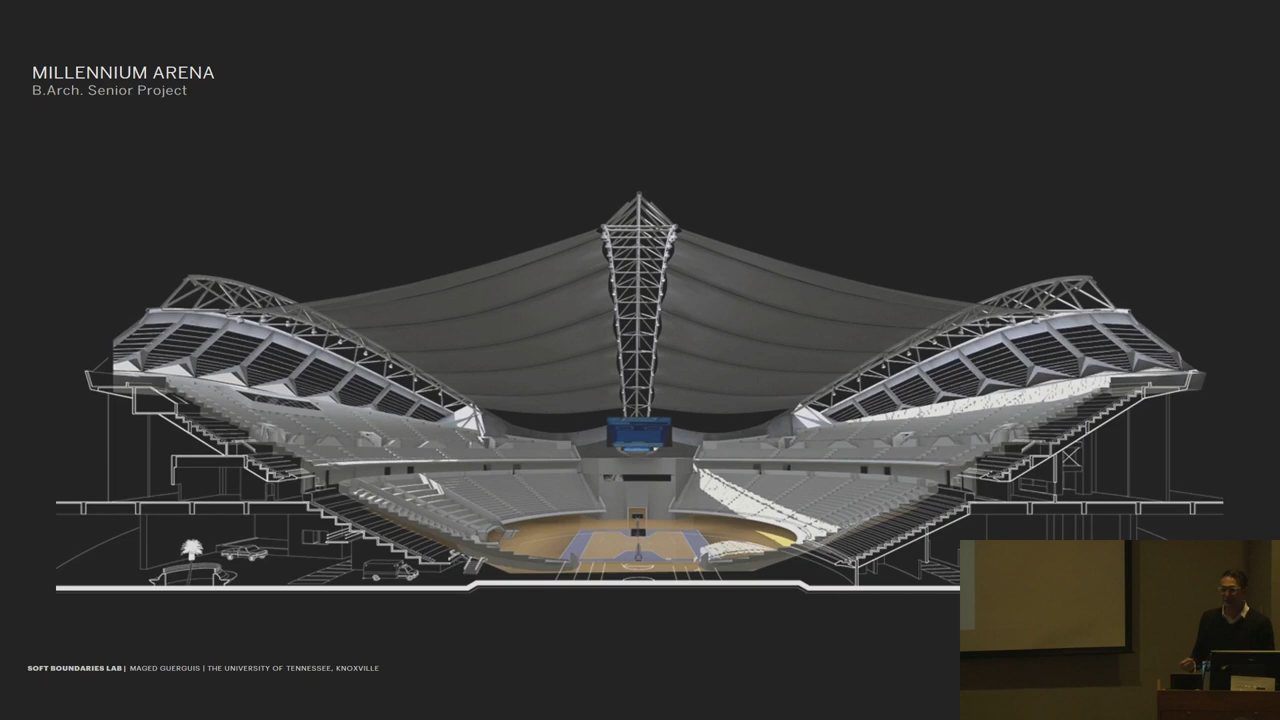 MILLENNIUM ARENA
B.Arch. Senior Project
SOFT BOUNDARIES LAB | MAGED GUERGUIS | THE UNIVERSITY OF TENNESSEE, KNOXVILLE